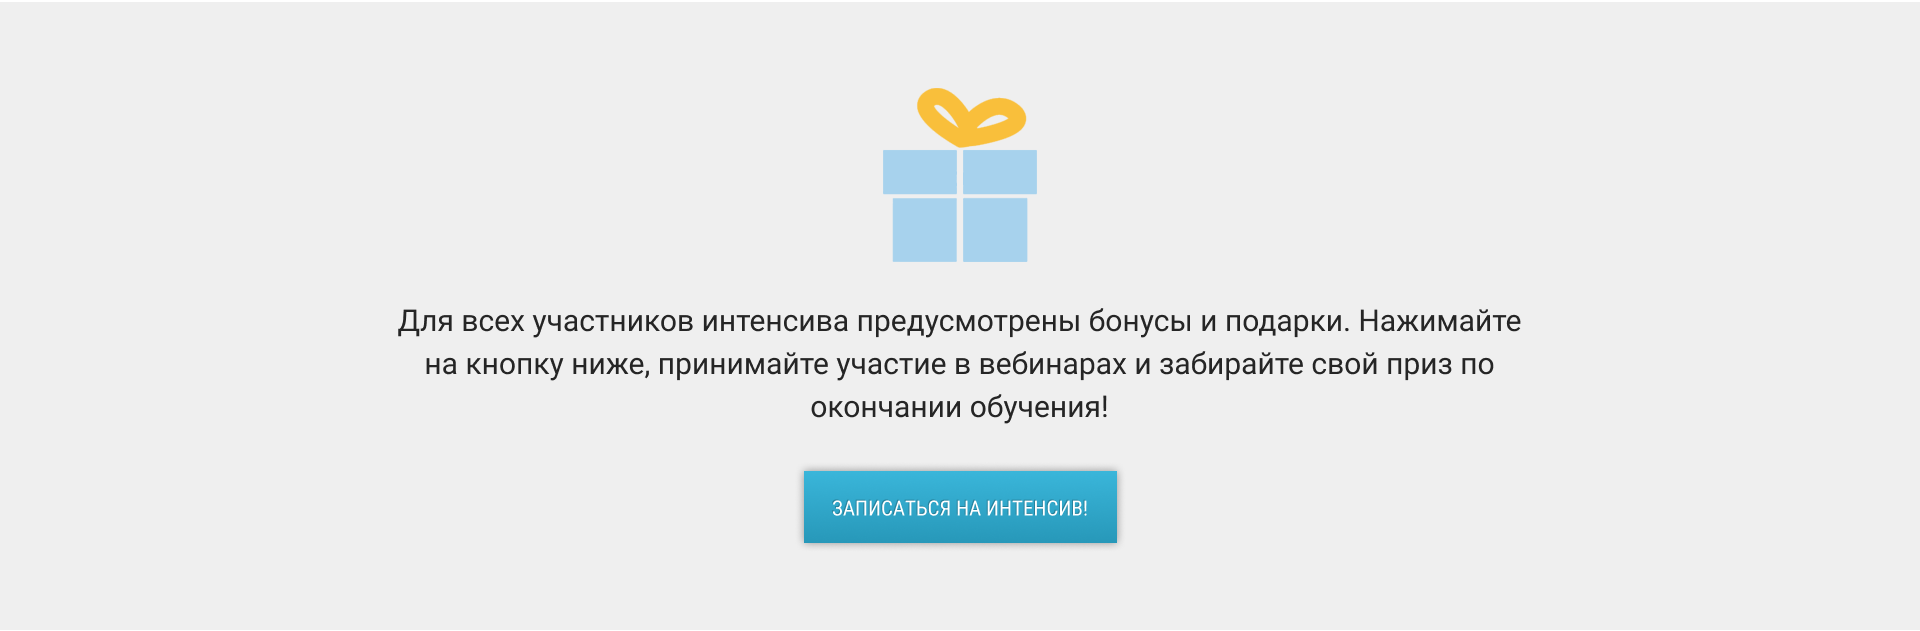 Для всех участников интенсива предусмотрены бонусы и подарки. Нажимайте
на кнопку ниже, принимайте участие в вебинарах и забирайте свой приз по
окончании обучения!
ЗАПИСАТЬСЯ НА ИНТЕНСИВ!